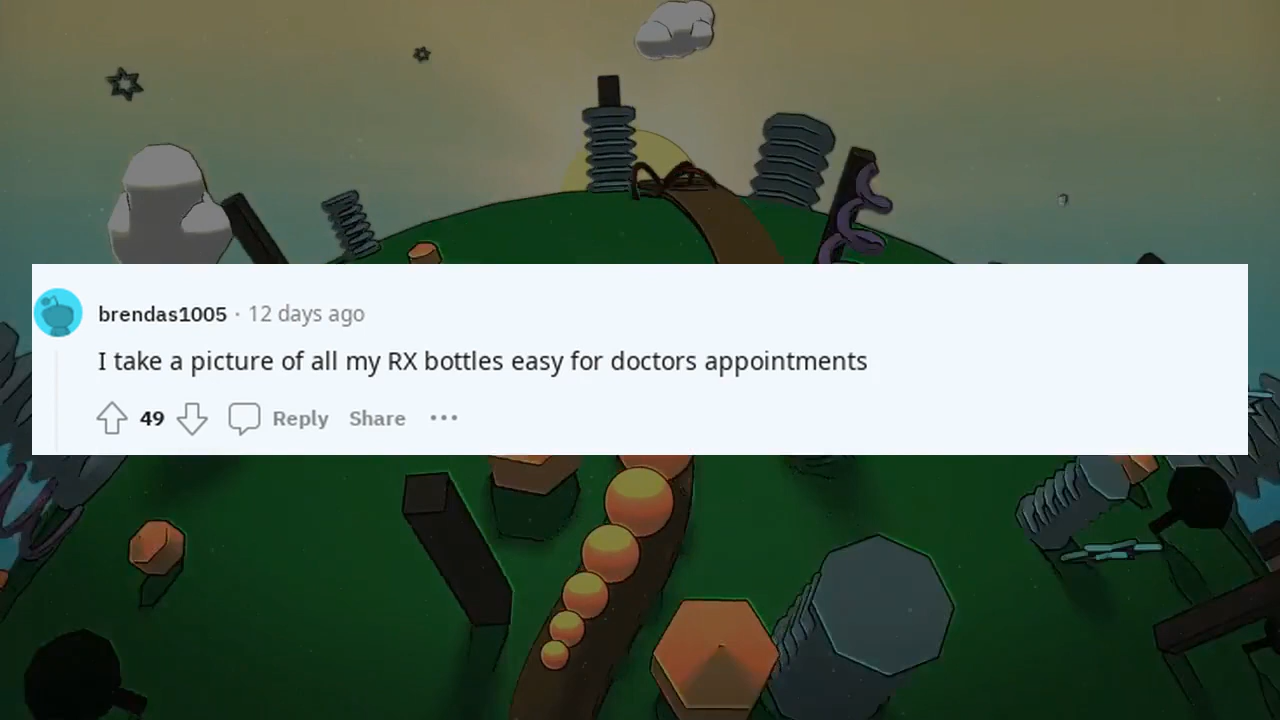 brendas1005 · 12 days ago
I take a picture of all my RX bottles easy for doctors appointments
49 Reply Share ···